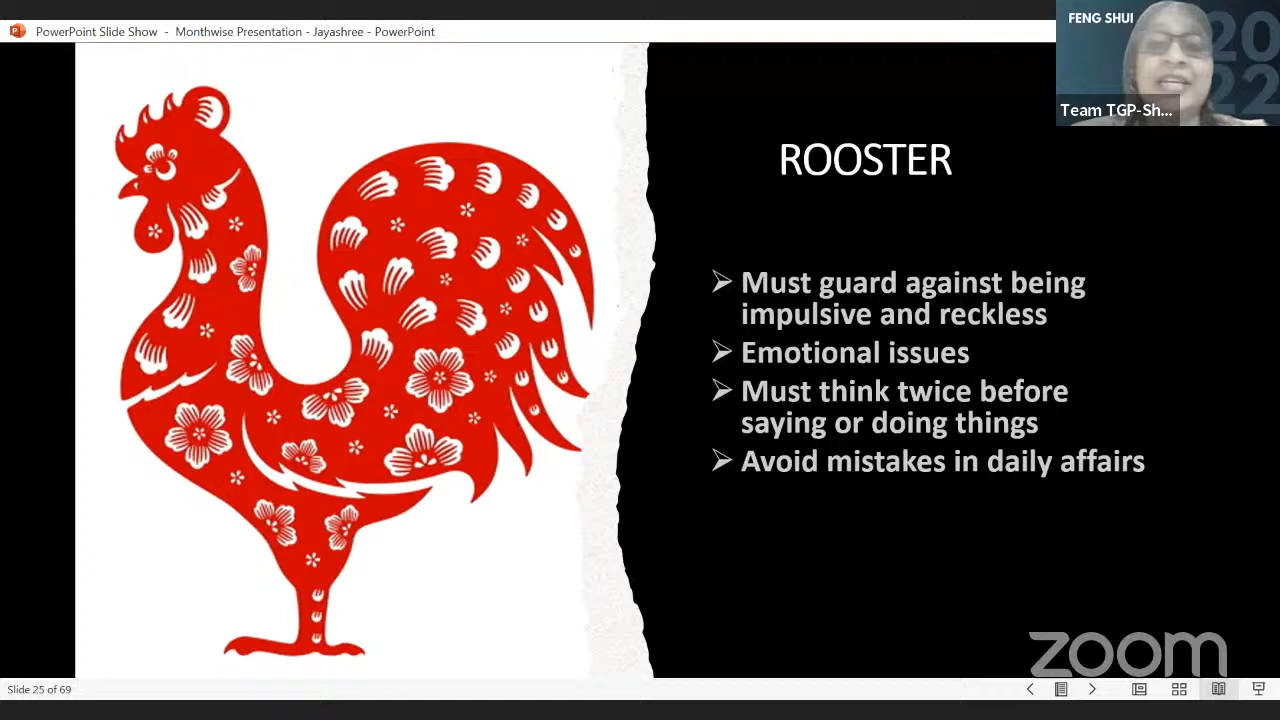 PowerPoint Slide Show - Monthwise Presentation - Jayashree - PowerPoint
FENG SHUI
2022
Team TGP-Sh...
ROOSTER
➢ Must guard against being
impulsive and reckless
➢ Emotional issues
➢ Must think twice before
saying or doing things
➢ Avoid mistakes in daily affairs
zoom
Slide 25 of 69